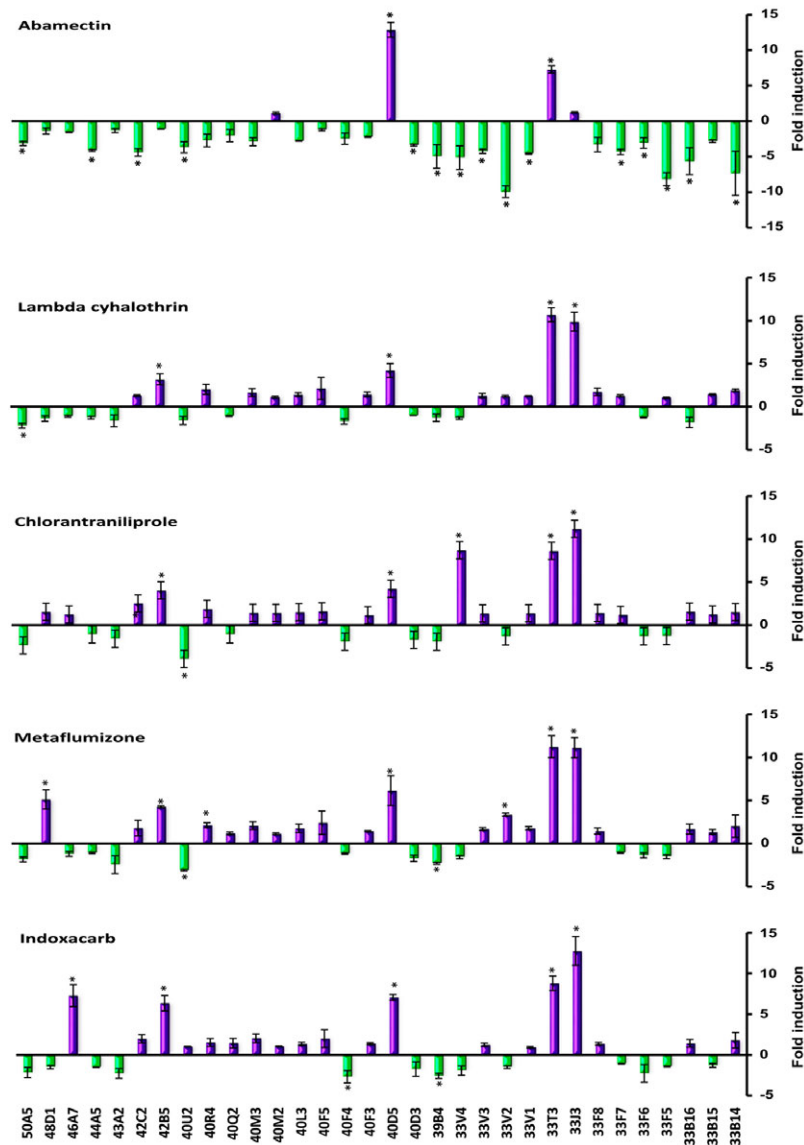 Abamectin
15
10
5
0
-5
-10
-15
Fold induction
* * * * * * * * * * * * * * * * *
Lambda cyhalothrin
15
10
5
0
-5
Fold induction
* * * * *
Chlorantraniliprole
15
10
5
0
-5
Fold induction
* * * * * *
Metaflumizone
15
10
5
0
-5
Fold induction
* * * * * * * * *
Indoxacarb
15
10
5
0
-5
Fold induction
* * * * * * *
50A5
48D1
46A7
44A5
43A2
42C2
42B5
40U2
40R4
40Q2
40M3
40M2
40L3
40F5
40F4
40F3
40D5
40D3
39B4
33V4
33V3
33V2
33V1
33T3
33J3
33F8
33F7
33F6
33F5
33B16
33B15
33B14